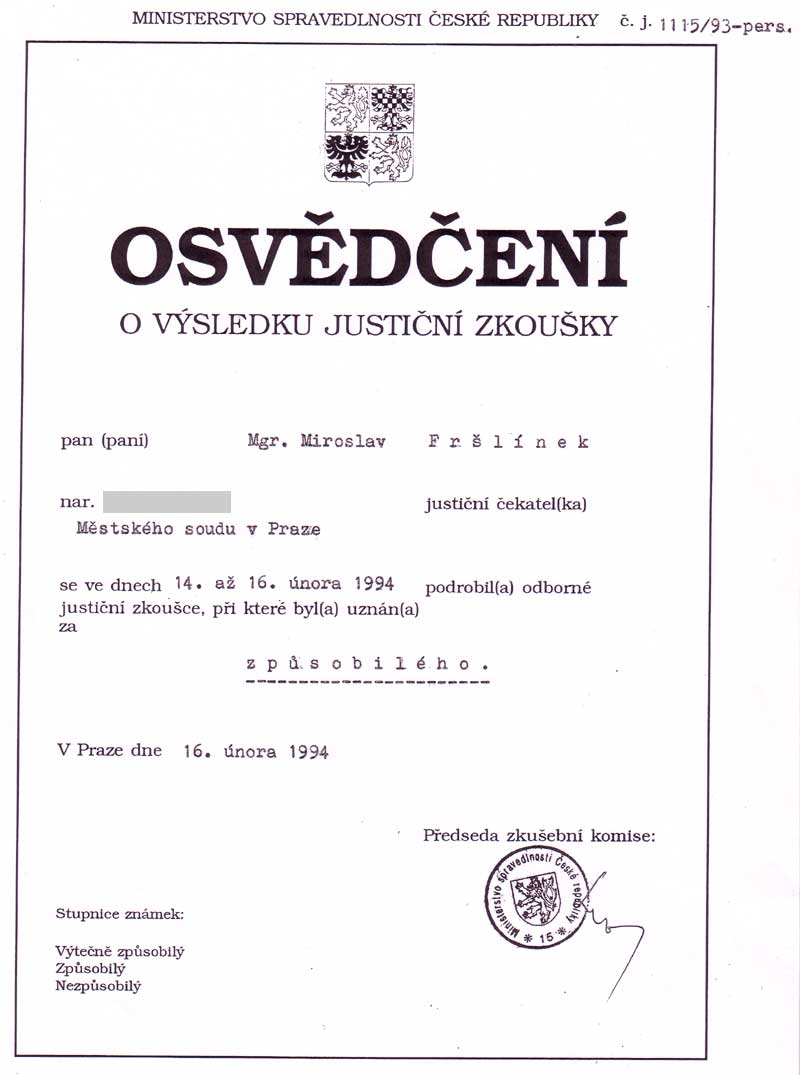 MINISTERSTVO SPRAVEDLNOSTI ČESKÉ REPUBLIKY č. j. 1115/93-pers.
OSVĚDČENÍ
O VÝSLEDKU JUSTIČNÍ ZKOUŠKY
pan (paní) Mgr. Miroslav F r š l í n e k
nar. justiční čekatel(ka)
Městského soudu v Praze
se ve dnech 14. až 16. února 1994 podrobil(a) odborné
justiční zkoušce, při které byl(a) uznán(a)
za
z p ů s o b i l é h o .
V Praze dne 16. února 1994
Předseda zkušební komise:
Ministerstvo spravedlnosti České republiky
* 15 *
Stupnice známek:
Výtečně způsobilý
Způsobilý
Nezpůsobilý